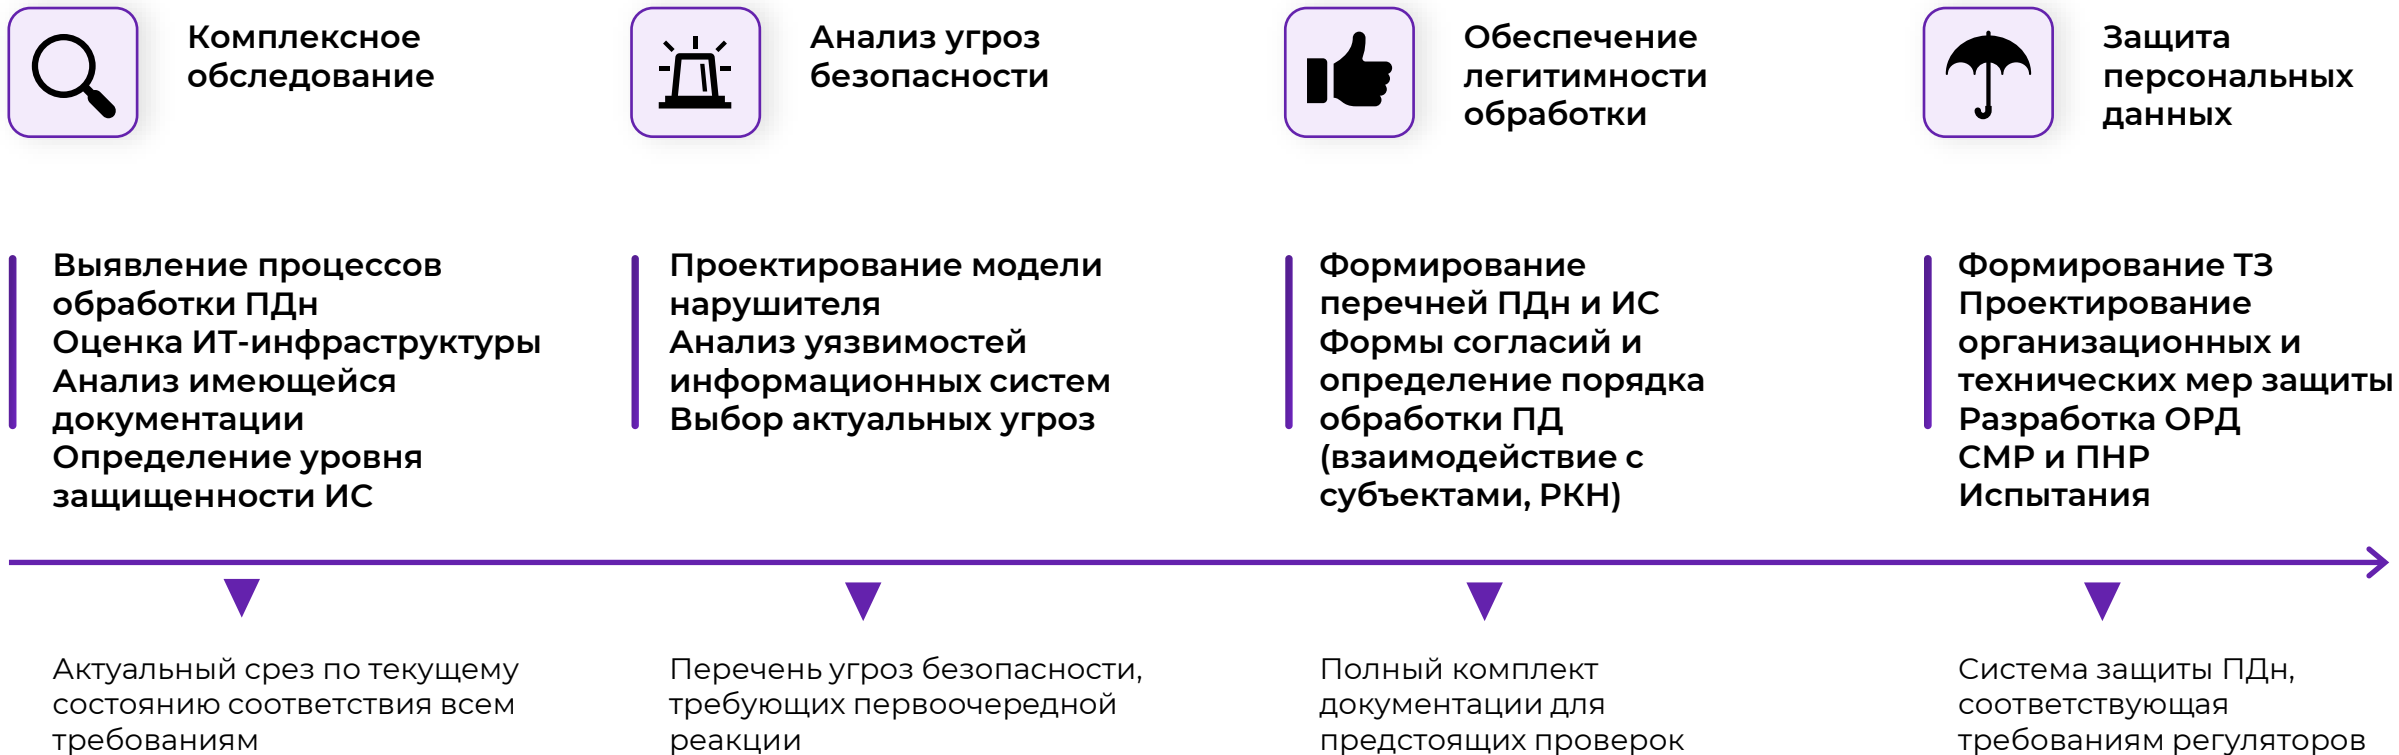 Комплексное
обследование
Анализ угроз
безопасности
Обеспечение
легитимности
обработки
Защита
персональных
данных
Выявление процессов
обработки ПДн
Оценка ИТ-инфраструктуры
Анализ имеющейся
документации
Определение уровня
защищенности ИС
Проектирование модели
нарушителя
Анализ уязвимостей
информационных систем
Выбор актуальных угроз
Формирование
перечней ПДн и ИС
Формы согласий и
определение порядка
обработки ПД
(взаимодействие с
субъектами, РКН)
Формирование ТЗ
Проектирование
организационных и
технических мер защиты
Разработка ОРД
СМР и ПНР
Испытания
Актуальный срез по текущему
состоянию соответствия всем
требованиям
Перечень угроз безопасности,
требующих первоочередной
реакции
Полный комплект
документации для
предстоящих проверок
Система защиты ПДн,
соответствующая
требованиям регуляторов